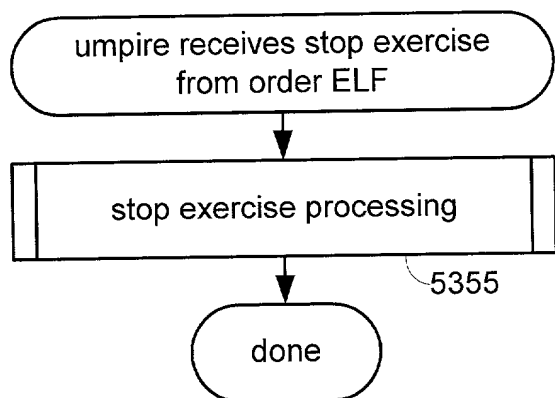 umpire receives stop exercise
from order ELF
stop exercise processing
5355
done